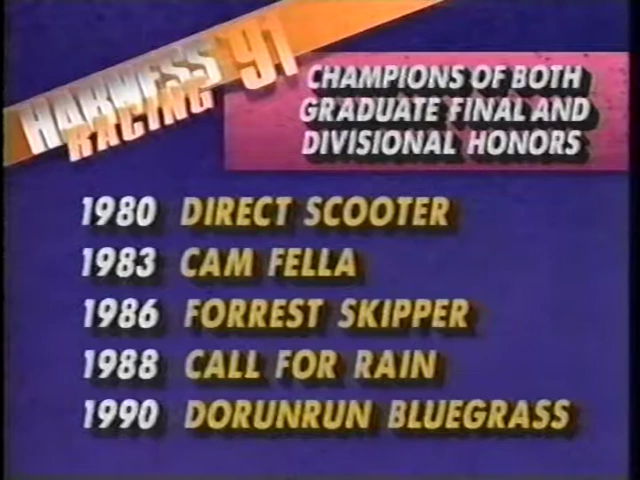 HARNESS '91
RACING
CHAMPIONS OF BOTH
GRADUATE FINAL AND
DIVISIONAL HONORS
1980 DIRECT SCOOTER
1983 CAM FELLA
1986 FORREST SKIPPER
1988 CALL FOR RAIN
1990 DORUNRUN BLUEGRASS